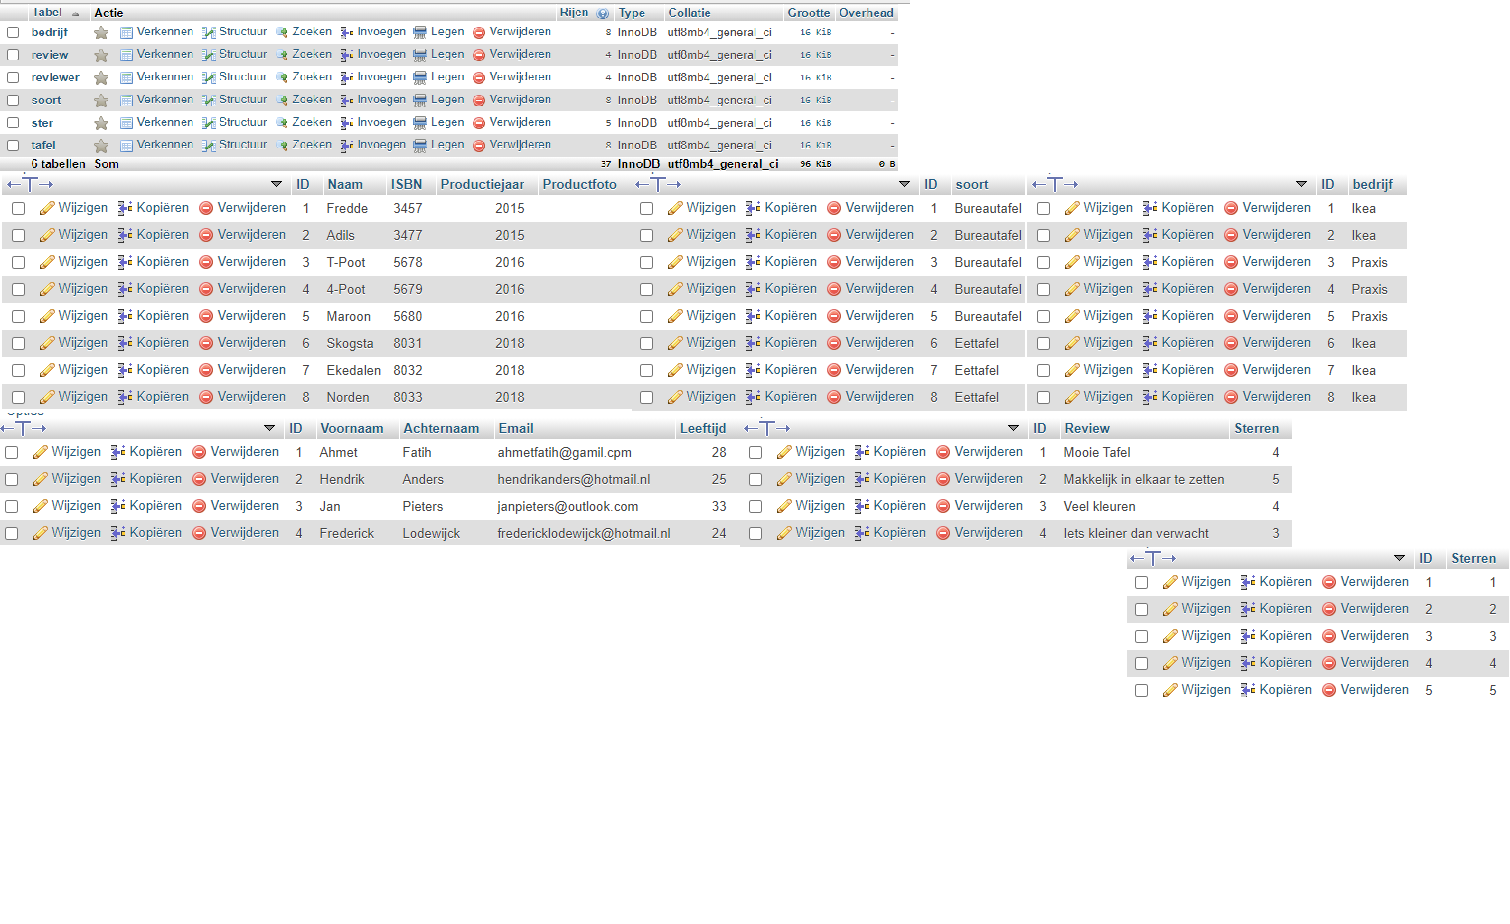 Tabel Actie Rijen Type Collatie Grootte Overhead
bedrijf Verkennen Structuur Zoeken Invoegen Legen Verwijderen 8 InnoDB utf8mb4_general_ci 16 KiB -
review Verkennen Structuur Zoeken Invoegen Legen Verwijderen 4 InnoDB utf8mb4_general_ci 16 KiB -
reviewer Verkennen Structuur Zoeken Invoegen Legen Verwijderen 4 InnoDB utf8mb4_general_ci 16 KiB -
soort Verkennen Structuur Zoeken Invoegen Legen Verwijderen 8 InnoDB utf8mb4_general_ci 16 KiB -
ster Verkennen Structuur Zoeken Invoegen Legen Verwijderen 5 InnoDB utf8mb4_general_ci 16 KiB -
tafel Verkennen Structuur Zoeken Invoegen Legen Verwijderen 8 InnoDB utf8mb4_general_ci 16 KiB -
6 tabellen Som 37 InnoDB utf8mb4_general_ci 96 KiB 0 B
ID Naam ISBN Productiejaar Productfoto ID soort ID bedrijf
Wijzigen Kopiëren Verwijderen 1 Fredde 3457 2015 Wijzigen Kopiëren Verwijderen 1 Bureautafel Wijzigen Kopiëren Verwijderen 1 Ikea
Wijzigen Kopiëren Verwijderen 2 Adils 3477 2015 Wijzigen Kopiëren Verwijderen 2 Bureautafel Wijzigen Kopiëren Verwijderen 2 Ikea
Wijzigen Kopiëren Verwijderen 3 T-Poot 5678 2016 Wijzigen Kopiëren Verwijderen 3 Bureautafel Wijzigen Kopiëren Verwijderen 3 Praxis
Wijzigen Kopiëren Verwijderen 4 4-Poot 5679 2016 Wijzigen Kopiëren Verwijderen 4 Bureautafel Wijzigen Kopiëren Verwijderen 4 Praxis
Wijzigen Kopiëren Verwijderen 5 Maroon 5680 2016 Wijzigen Kopiëren Verwijderen 5 Bureautafel Wijzigen Kopiëren Verwijderen 5 Praxis
Wijzigen Kopiëren Verwijderen 6 Skogsta 8031 2018 Wijzigen Kopiëren Verwijderen 6 Eettafel Wijzigen Kopiëren Verwijderen 6 Ikea
Wijzigen Kopiëren Verwijderen 7 Ekedalen 8032 2018 Wijzigen Kopiëren Verwijderen 7 Eettafel Wijzigen Kopiëren Verwijderen 7 Ikea
Wijzigen Kopiëren Verwijderen 8 Norden 8033 2018 Wijzigen Kopiëren Verwijderen 8 Eettafel Wijzigen Kopiëren Verwijderen 8 Ikea
ID Voornaam Achternaam Email Leeftijd ID Review Sterren
Wijzigen Kopiëren Verwijderen 1 Ahmet Fatih ahmetfatih@gamil.cpm 28 Wijzigen Kopiëren Verwijderen 1 Mooie Tafel 4
Wijzigen Kopiëren Verwijderen 2 Hendrik Anders hendrikanders@hotmail.nl 25 Wijzigen Kopiëren Verwijderen 2 Makkelijk in elkaar te zetten 5
Wijzigen Kopiëren Verwijderen 3 Jan Pieters janpieters@outlook.com 33 Wijzigen Kopiëren Verwijderen 3 Veel kleuren 4
Wijzigen Kopiëren Verwijderen 4 Frederick Lodewijck fredericklodewijck@hotmail.nl 24 Wijzigen Kopiëren Verwijderen 4 Iets kleiner dan verwacht 3
ID Sterren
Wijzigen Kopiëren Verwijderen 1 1
Wijzigen Kopiëren Verwijderen 2 2
Wijzigen Kopiëren Verwijderen 3 3
Wijzigen Kopiëren Verwijderen 4 4
Wijzigen Kopiëren Verwijderen 5 5